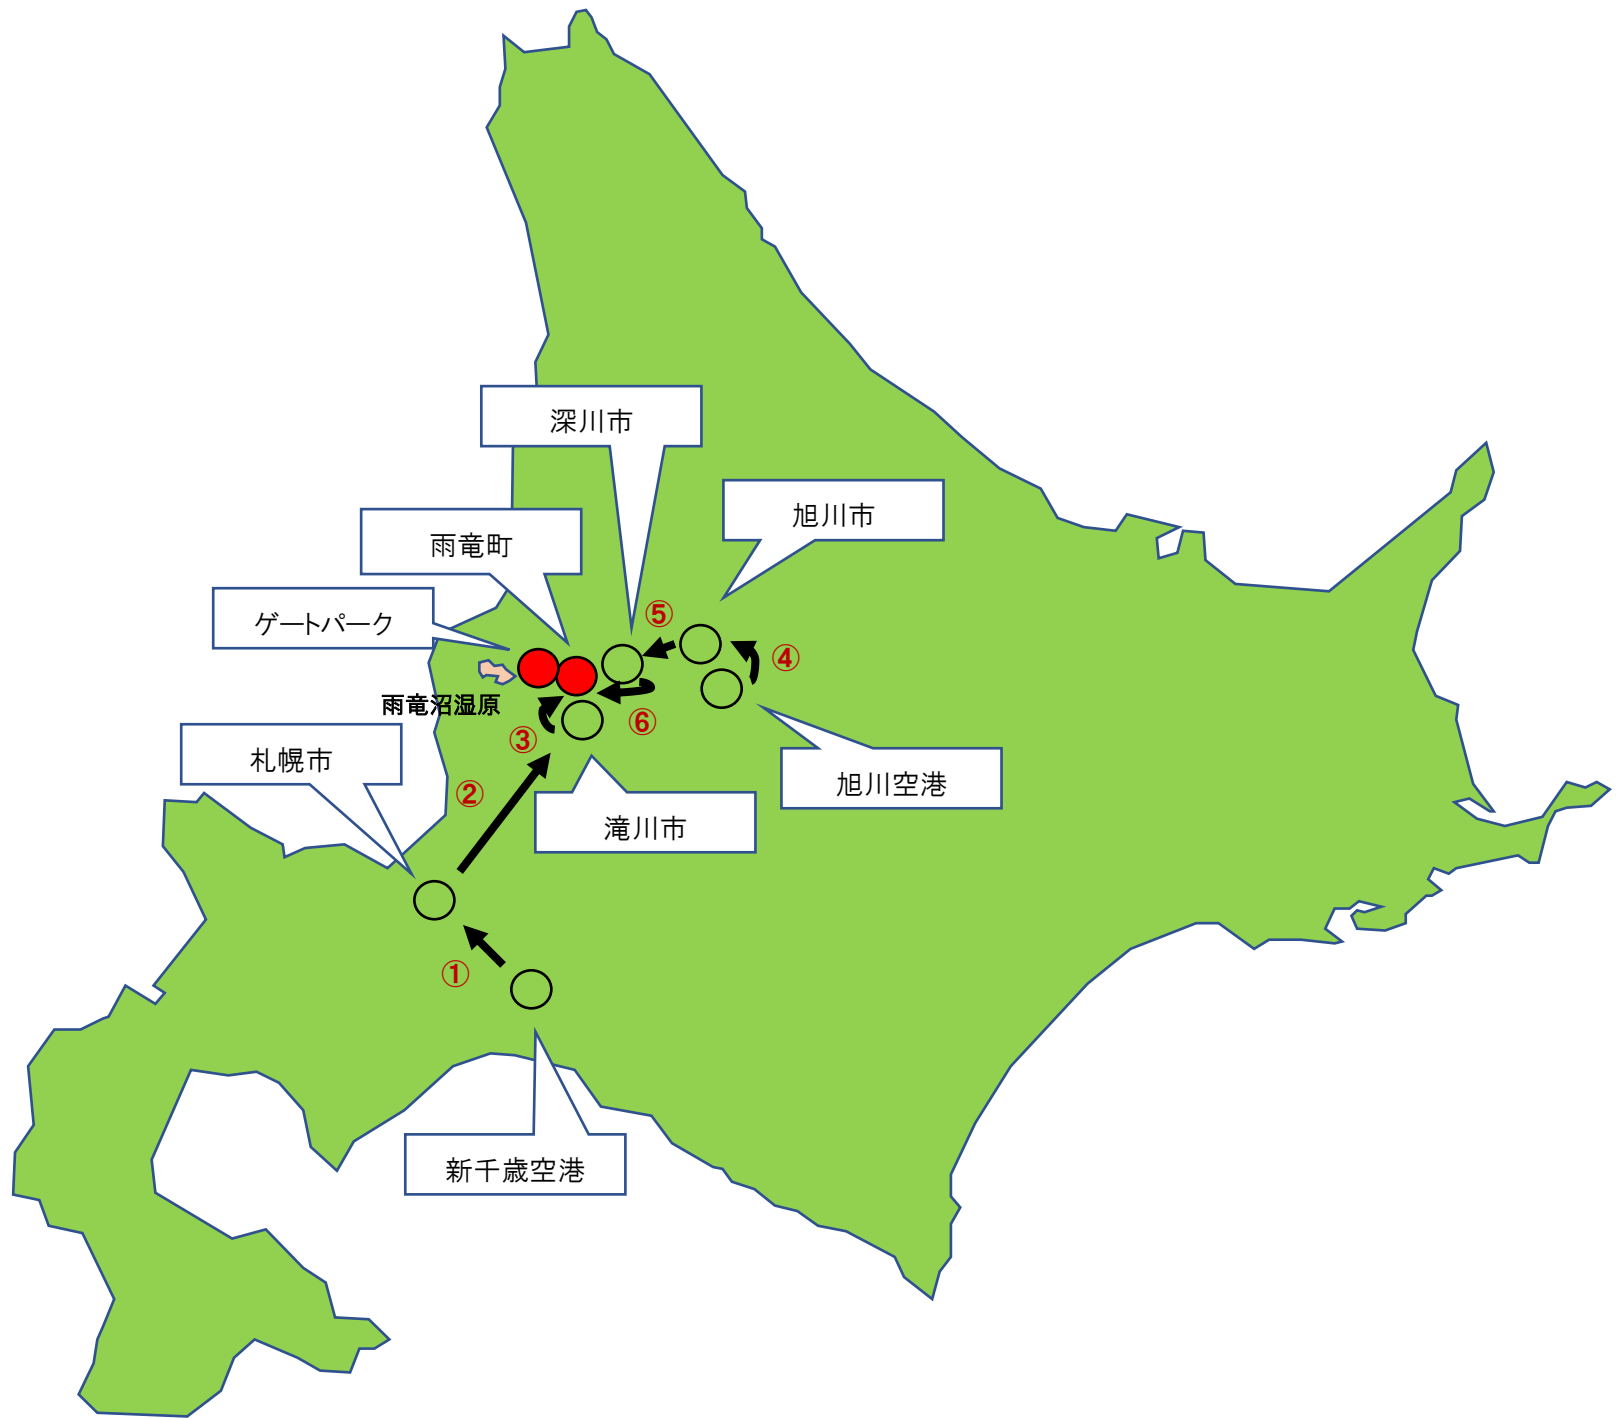 深川市
旭川市
雨竜町
ゲートパーク
⑤
④
雨竜沼湿原
⑥
③
札幌市
旭川空港
②
滝川市
①
新千歳空港